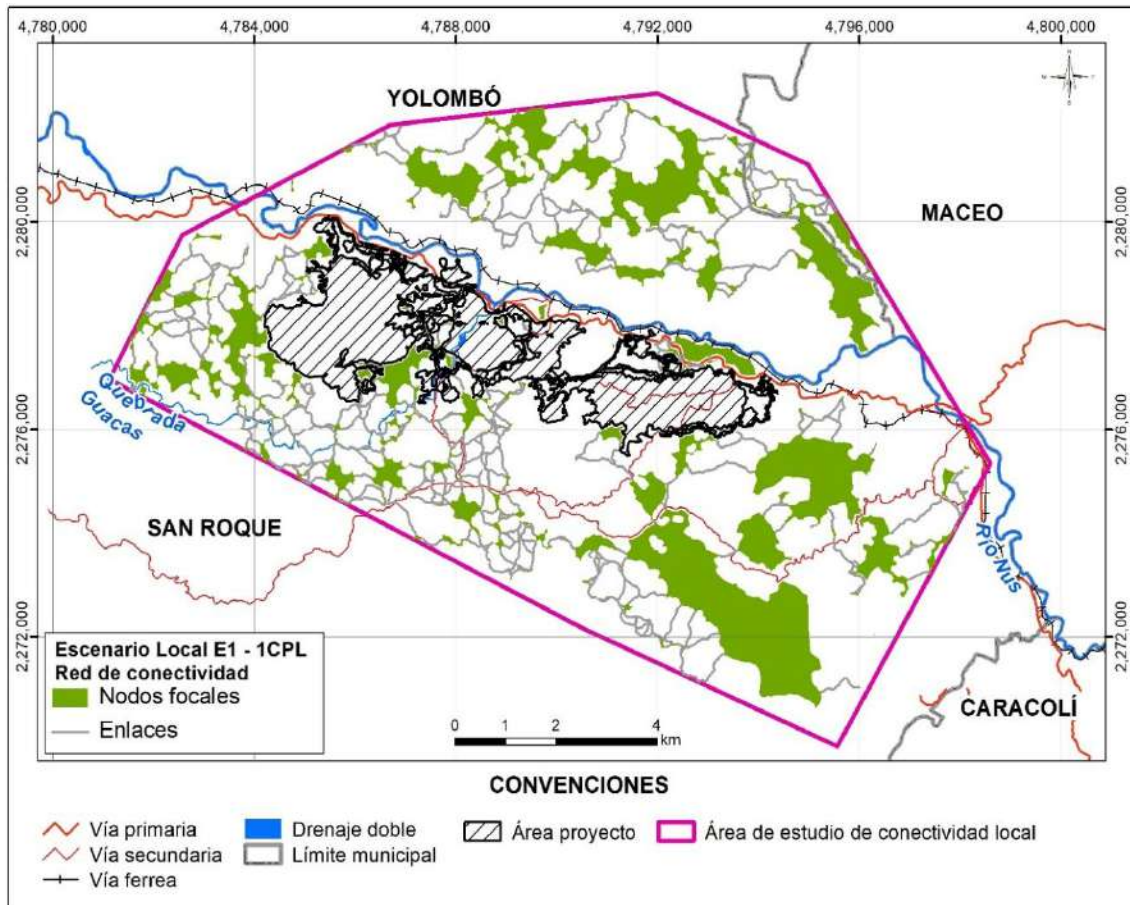 4,780,000 4,784,000 4,788,000 4,792,000 4,796,000 4,800,000
YOLOMBÓ
MACEO
2,280,000 2,280,000
Quebrada
Guacas
2,276,000 2,276,000
SAN ROQUE
Río Nus
2,272,000 2,272,000
CARACOLÍ
Escenario Local E1 - 1CPL
Red de conectividad
Nodos focales
Enlaces
0 1 2 4
km
CONVENCIONES
Vía primaria
Vía secundaria
Vía ferrea
Drenaje doble
Límite municipal
Área proyecto
Área de estudio de conectividad local